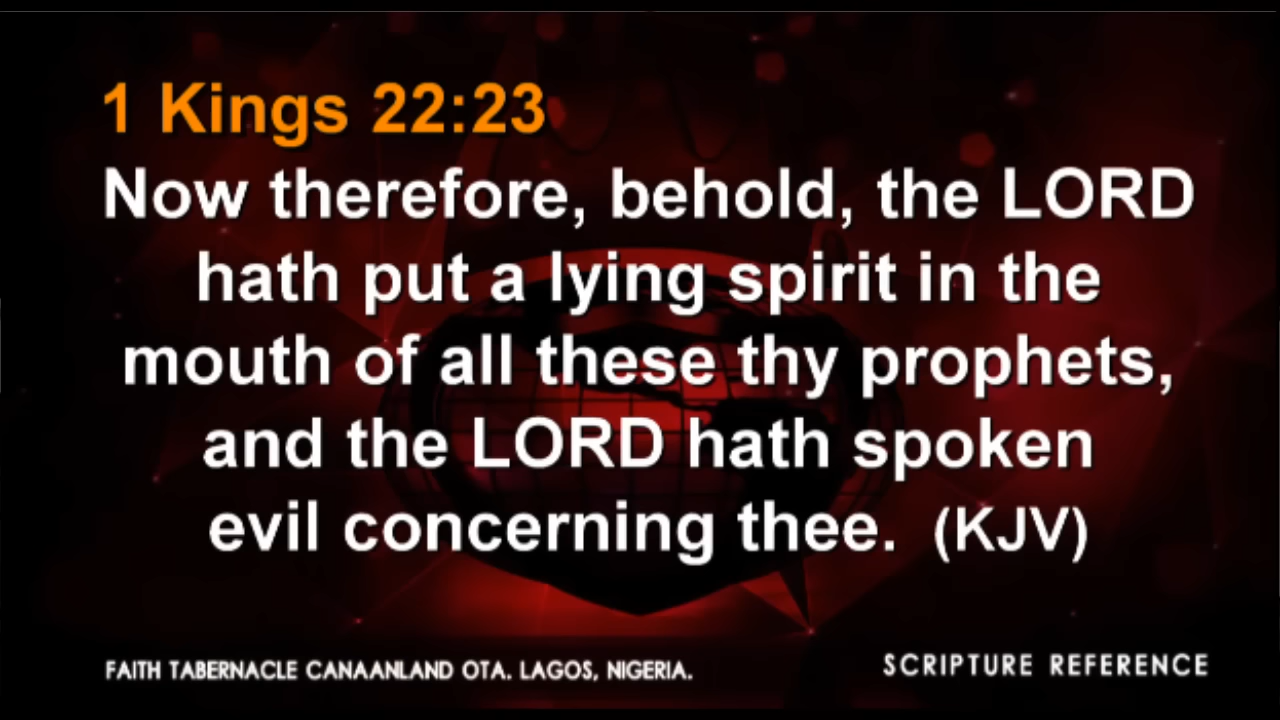 1 Kings 22:23
Now therefore, behold, the LORD
hath put a lying spirit in the
mouth of all these thy prophets,
and the LORD hath spoken
evil concerning thee. (KJV)
FAITH TABERNACLE CANAANLAND OTA. LAGOS, NIGERIA.
SCRIPTURE REFERENCE